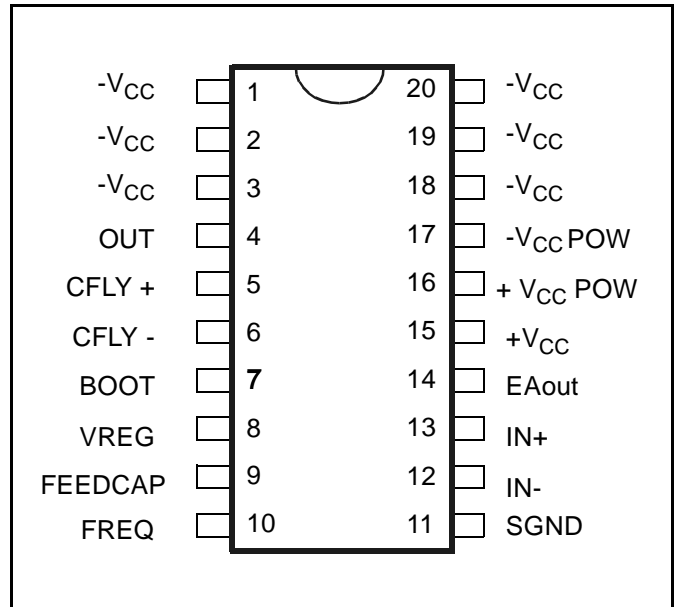 -VCC 1 20 -VCC
-VCC 2 19 -VCC
-VCC 3 18 -VCC
OUT 4 17 -VCC POW
CFLY + 5 16 + VCC POW
CFLY - 6 15 +VCC
BOOT 7 14 EAout
VREG 8 13 IN+
FEEDCAP 9 12 IN-
FREQ 10 11 SGND